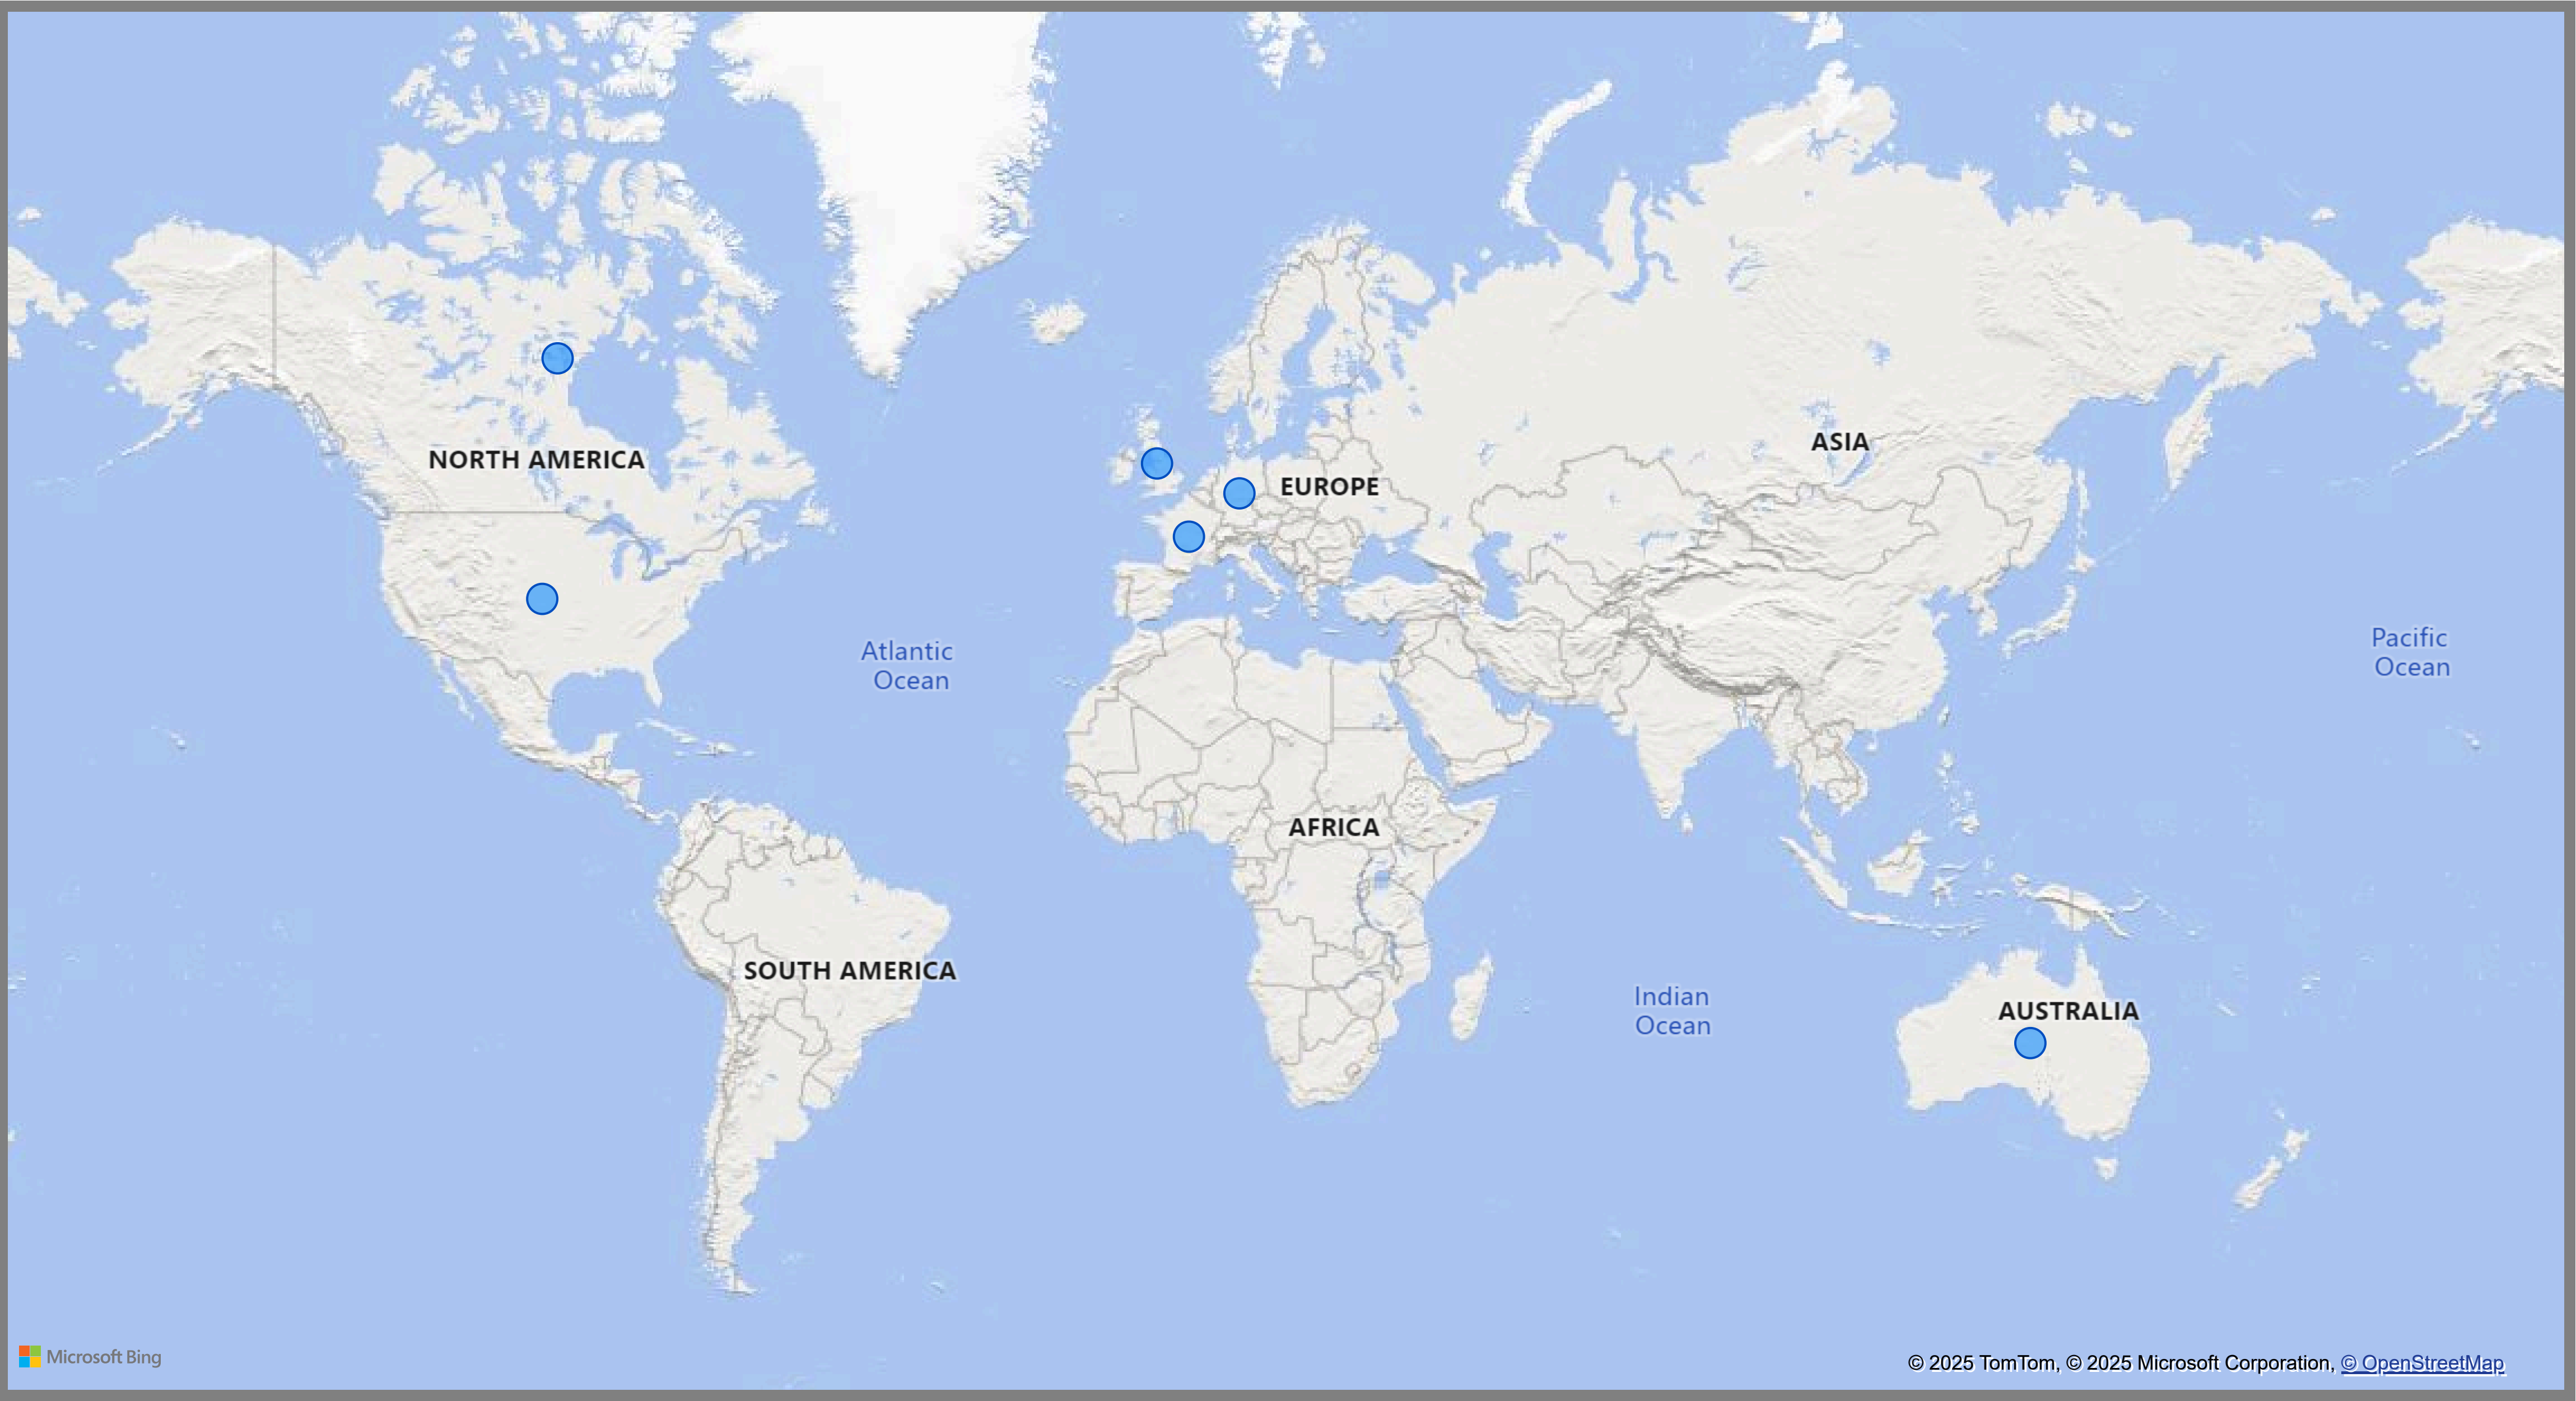 NORTH AMERICA
ASIA
EUROPE
Atlantic
Ocean
Pacific
Ocean
AFRICA
SOUTH AMERICA
Indian
Ocean
AUSTRALIA
Microsoft Bing
© 2025 TomTom, © 2025 Microsoft Corporation, © OpenStreetMap